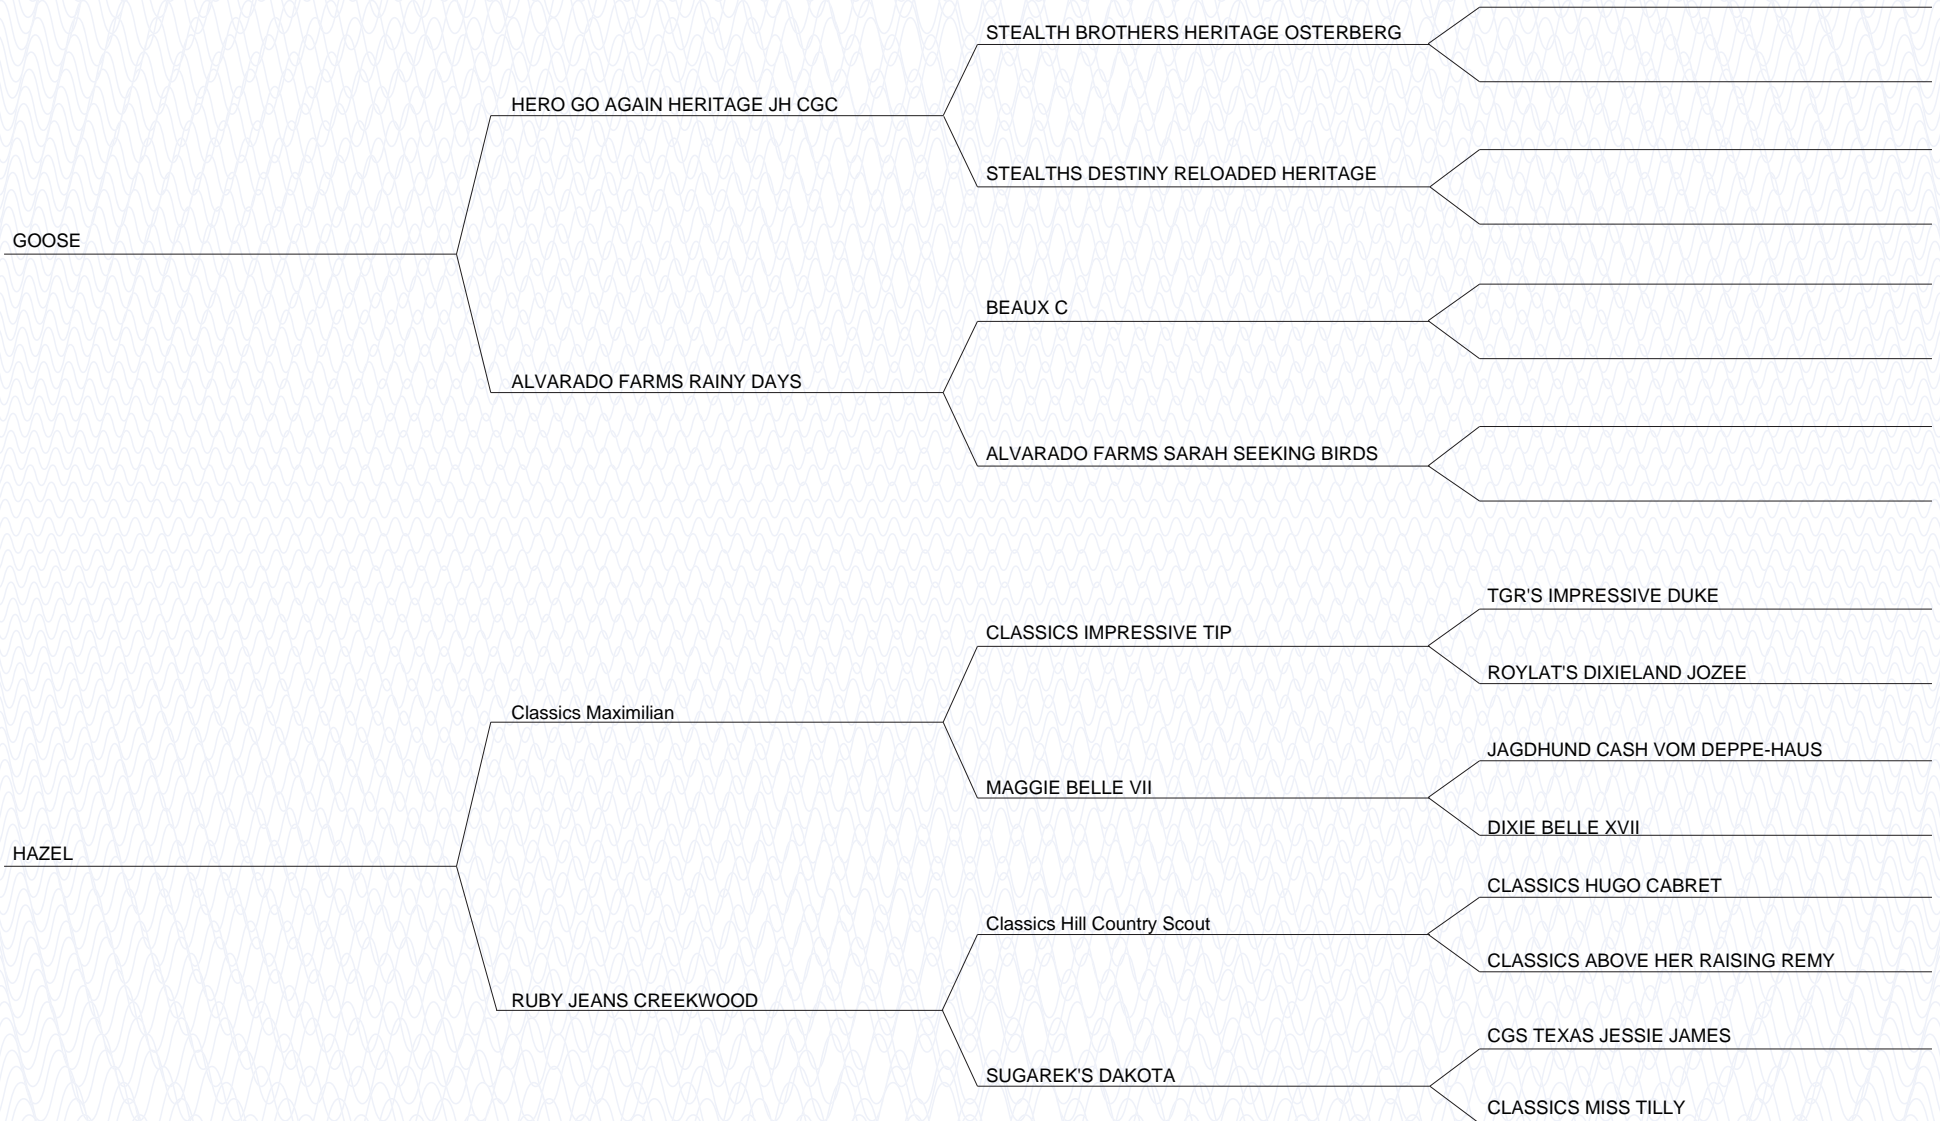 STEALTH BROTHERS HERITAGE OSTERBERG
HERO GO AGAIN HERITAGE JH CGC
STEALTHS DESTINY RELOADED HERITAGE
GOOSE
BEAUX C
ALVARADO FARMS RAINY DAYS
ALVARADO FARMS SARAH SEEKING BIRDS
TGR'S IMPRESSIVE DUKE
CLASSICS IMPRESSIVE TIP
ROYLAT'S DIXIELAND JOZEE
Classics Maximilian
JAGDHUND CASH VOM DEPPE-HAUS
MAGGIE BELLE VII
DIXIE BELLE XVII
HAZEL
CLASSICS HUGO CABRET
Classics Hill Country Scout
CLASSICS ABOVE HER RAISING REMY
RUBY JEANS CREEKWOOD
CGS TEXAS JESSIE JAMES
SUGAREK'S DAKOTA
CLASSICS MISS TILLY